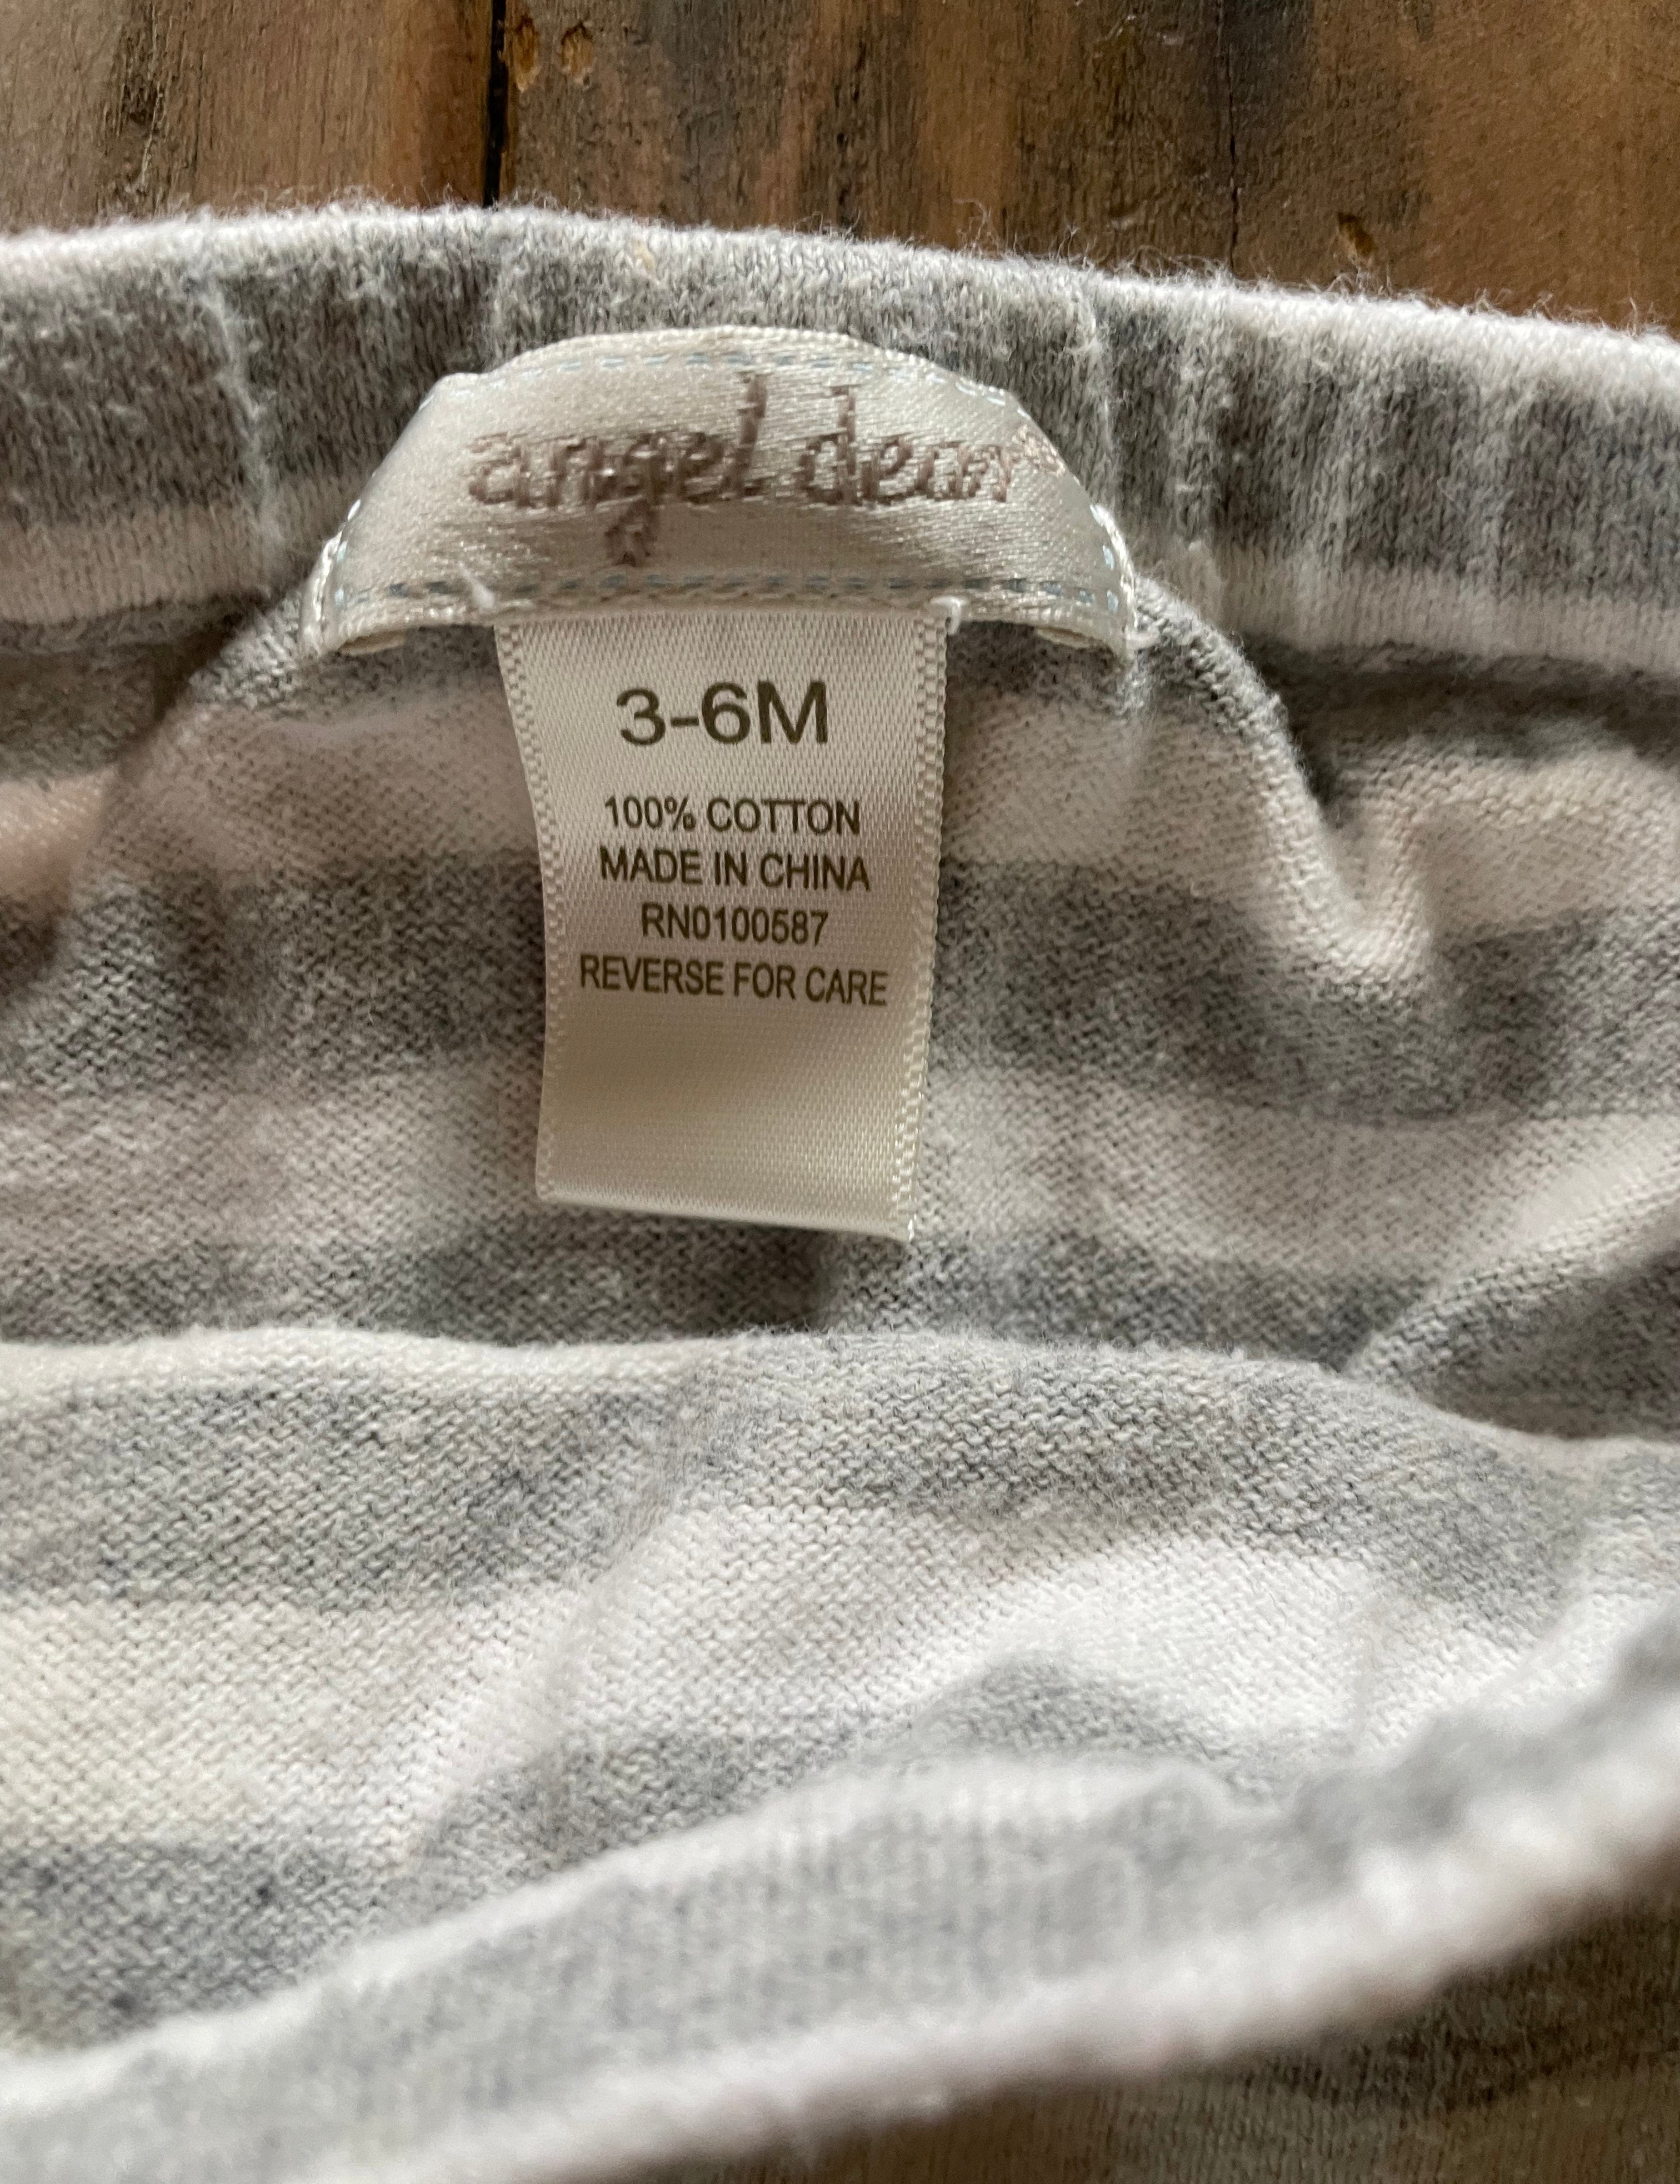 angel dear®
3-6M
100% COTTON
MADE IN CHINA
RN0100587
REVERSE FOR CARE